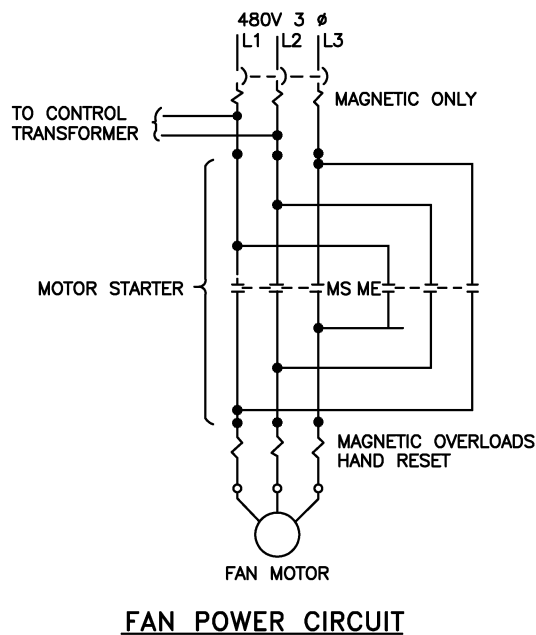 480V 3 ø
L1 L2 L3
MAGNETIC ONLY
TO CONTROL
TRANSFORMER
MOTOR STARTER
MS ME
MAGNETIC OVERLOADS
HAND RESET
FAN MOTOR
FAN POWER CIRCUIT